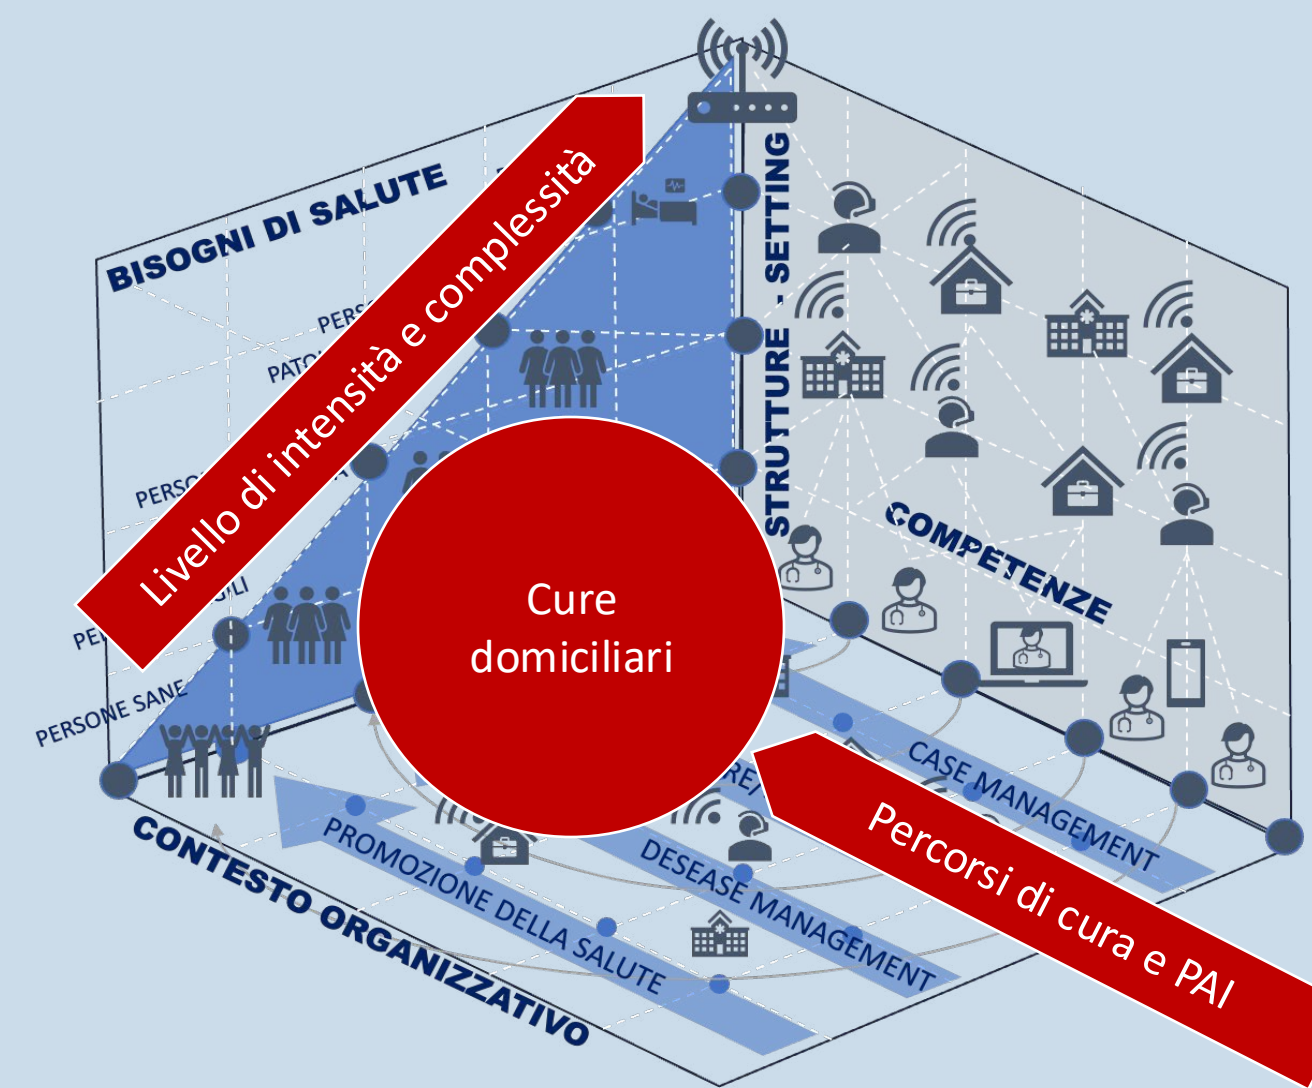 BISOGNI DI SALUTE
STRUTTURE - SETTING
COMPETENZE
Livello di intensità e complessità
Cure
domiciliari
PERSONE SANE
CASE MANAGEMENT
DESEASE MANAGEMENT
PROMOZIONE DELLA SALUTE
Percorsi di cura e PAI
CONTESTO ORGANIZZATIVO